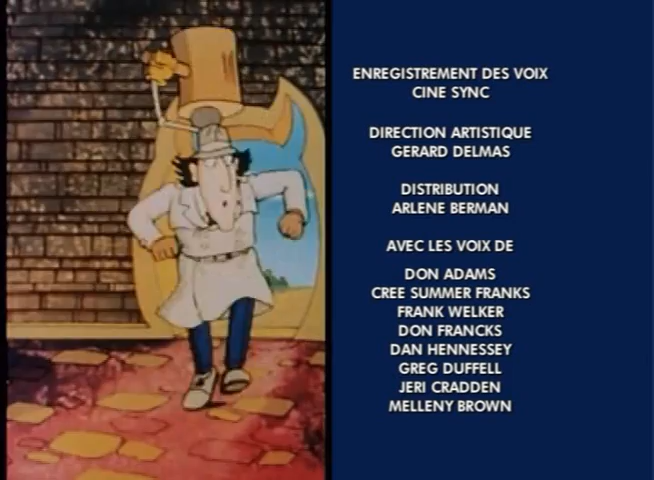 ENREGISTREMENT DES VOIX
CINE SYNC
DIRECTION ARTISTIQUE
GERARD DELMAS
DISTRIBUTION
ARLENE BERMAN
AVEC LES VOIX DE
DON ADAMS
CREE SUMMER FRANKS
FRANK WELKER
DON FRANCKS
DAN HENNESSEY
GREG DUFFELL
JERI CRADDEN
MELLENY BROWN